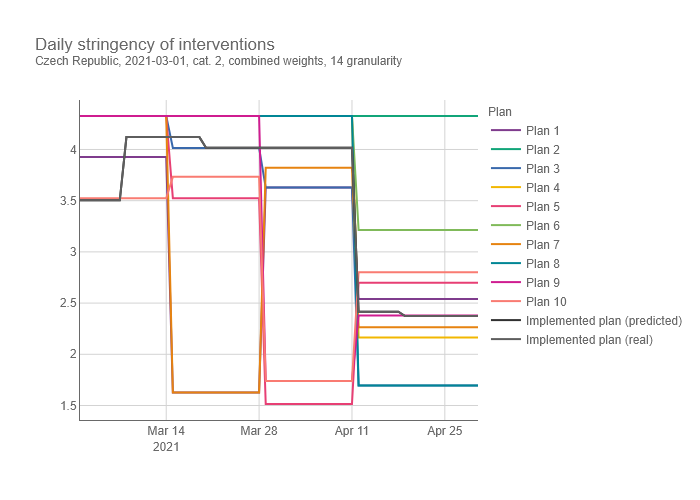 Daily stringency of interventions
Czech Republic, 2021-03-01, cat. 2, combined weights, 14 granularity
Plan
Plan 1
Plan 2
Plan 3
Plan 4
Plan 5
Plan 6
Plan 7
Plan 8
Plan 9
Plan 10
Implemented plan (predicted)
Implemented plan (real)
4
3.5
3
2.5
2
1.5
Mar 14
2021
Mar 28
Apr 11
Apr 25